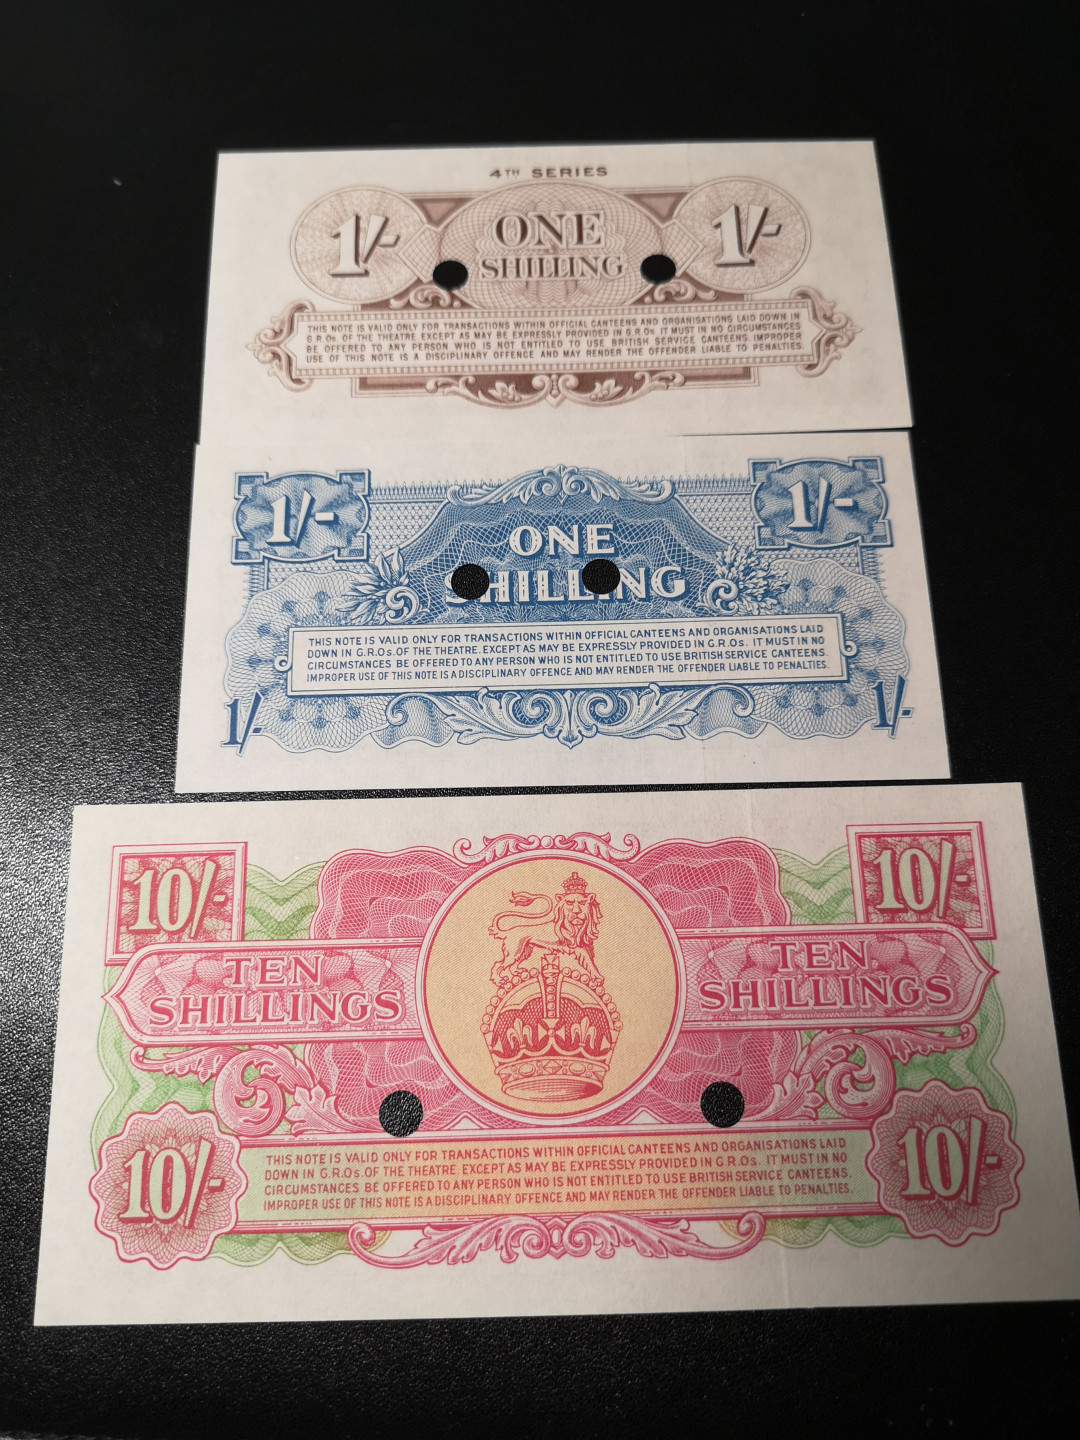 4TH SERIES
1/- ONE 1/-
SHILLING
THIS NOTE IS VALID ONLY FOR TRANSACTIONS WITHIN OFFICIAL CANTEENS AND ORGANISATIONS LAID DOWN IN
G.R.Os. OF THE THEATRE EXCEPT AS MAY BE EXPRESSLY PROVIDED IN G.R.Os. IT MUST IN NO CIRCUMSTANCES
BE OFFERED TO ANY PERSON WHO IS NOT ENTITLED TO USE BRITISH SERVICE CANTEENS. IMPROPER
USE OF THIS NOTE IS A DISCIPLINARY OFFENCE AND MAY RENDER THE OFFENDER LIABLE TO PENALTIES.
1/- ONE 1/-
SHILLING
THIS NOTE IS VALID ONLY FOR TRANSACTIONS WITHIN OFFICIAL CANTEENS AND ORGANISATIONS LAID
DOWN IN G.R.Os. OF THE THEATRE. EXCEPT AS MAY BE EXPRESSLY PROVIDED IN G.R.Os. IT MUST IN NO
CIRCUMSTANCES BE OFFERED TO ANY PERSON WHO IS NOT ENTITLED TO USE BRITISH SERVICE CANTEENS.
IMPROPER USE OF THIS NOTE IS A DISCIPLINARY OFFENCE AND MAY RENDER THE OFFENDER LIABLE TO PENALTIES.
1/- 1/-
10/- 10/-
TEN TEN
SHILLINGS SHILLINGS
THIS NOTE IS VALID ONLY FOR TRANSACTIONS WITHIN OFFICIAL CANTEENS AND ORGANISATIONS LAID
DOWN IN G.R.Os. OF THE THEATRE. EXCEPT AS MAY BE EXPRESSLY PROVIDED IN G.R.Os. IT MUST IN NO
CIRCUMSTANCES BE OFFERED TO ANY PERSON WHO IS NOT ENTITLED TO USE BRITISH SERVICE CANTEENS.
IMPROPER USE OF THIS NOTE IS A DISCIPLINARY OFFENCE AND MAY RENDER THE OFFENDER LIABLE TO PENALTIES.
10/- 10/-